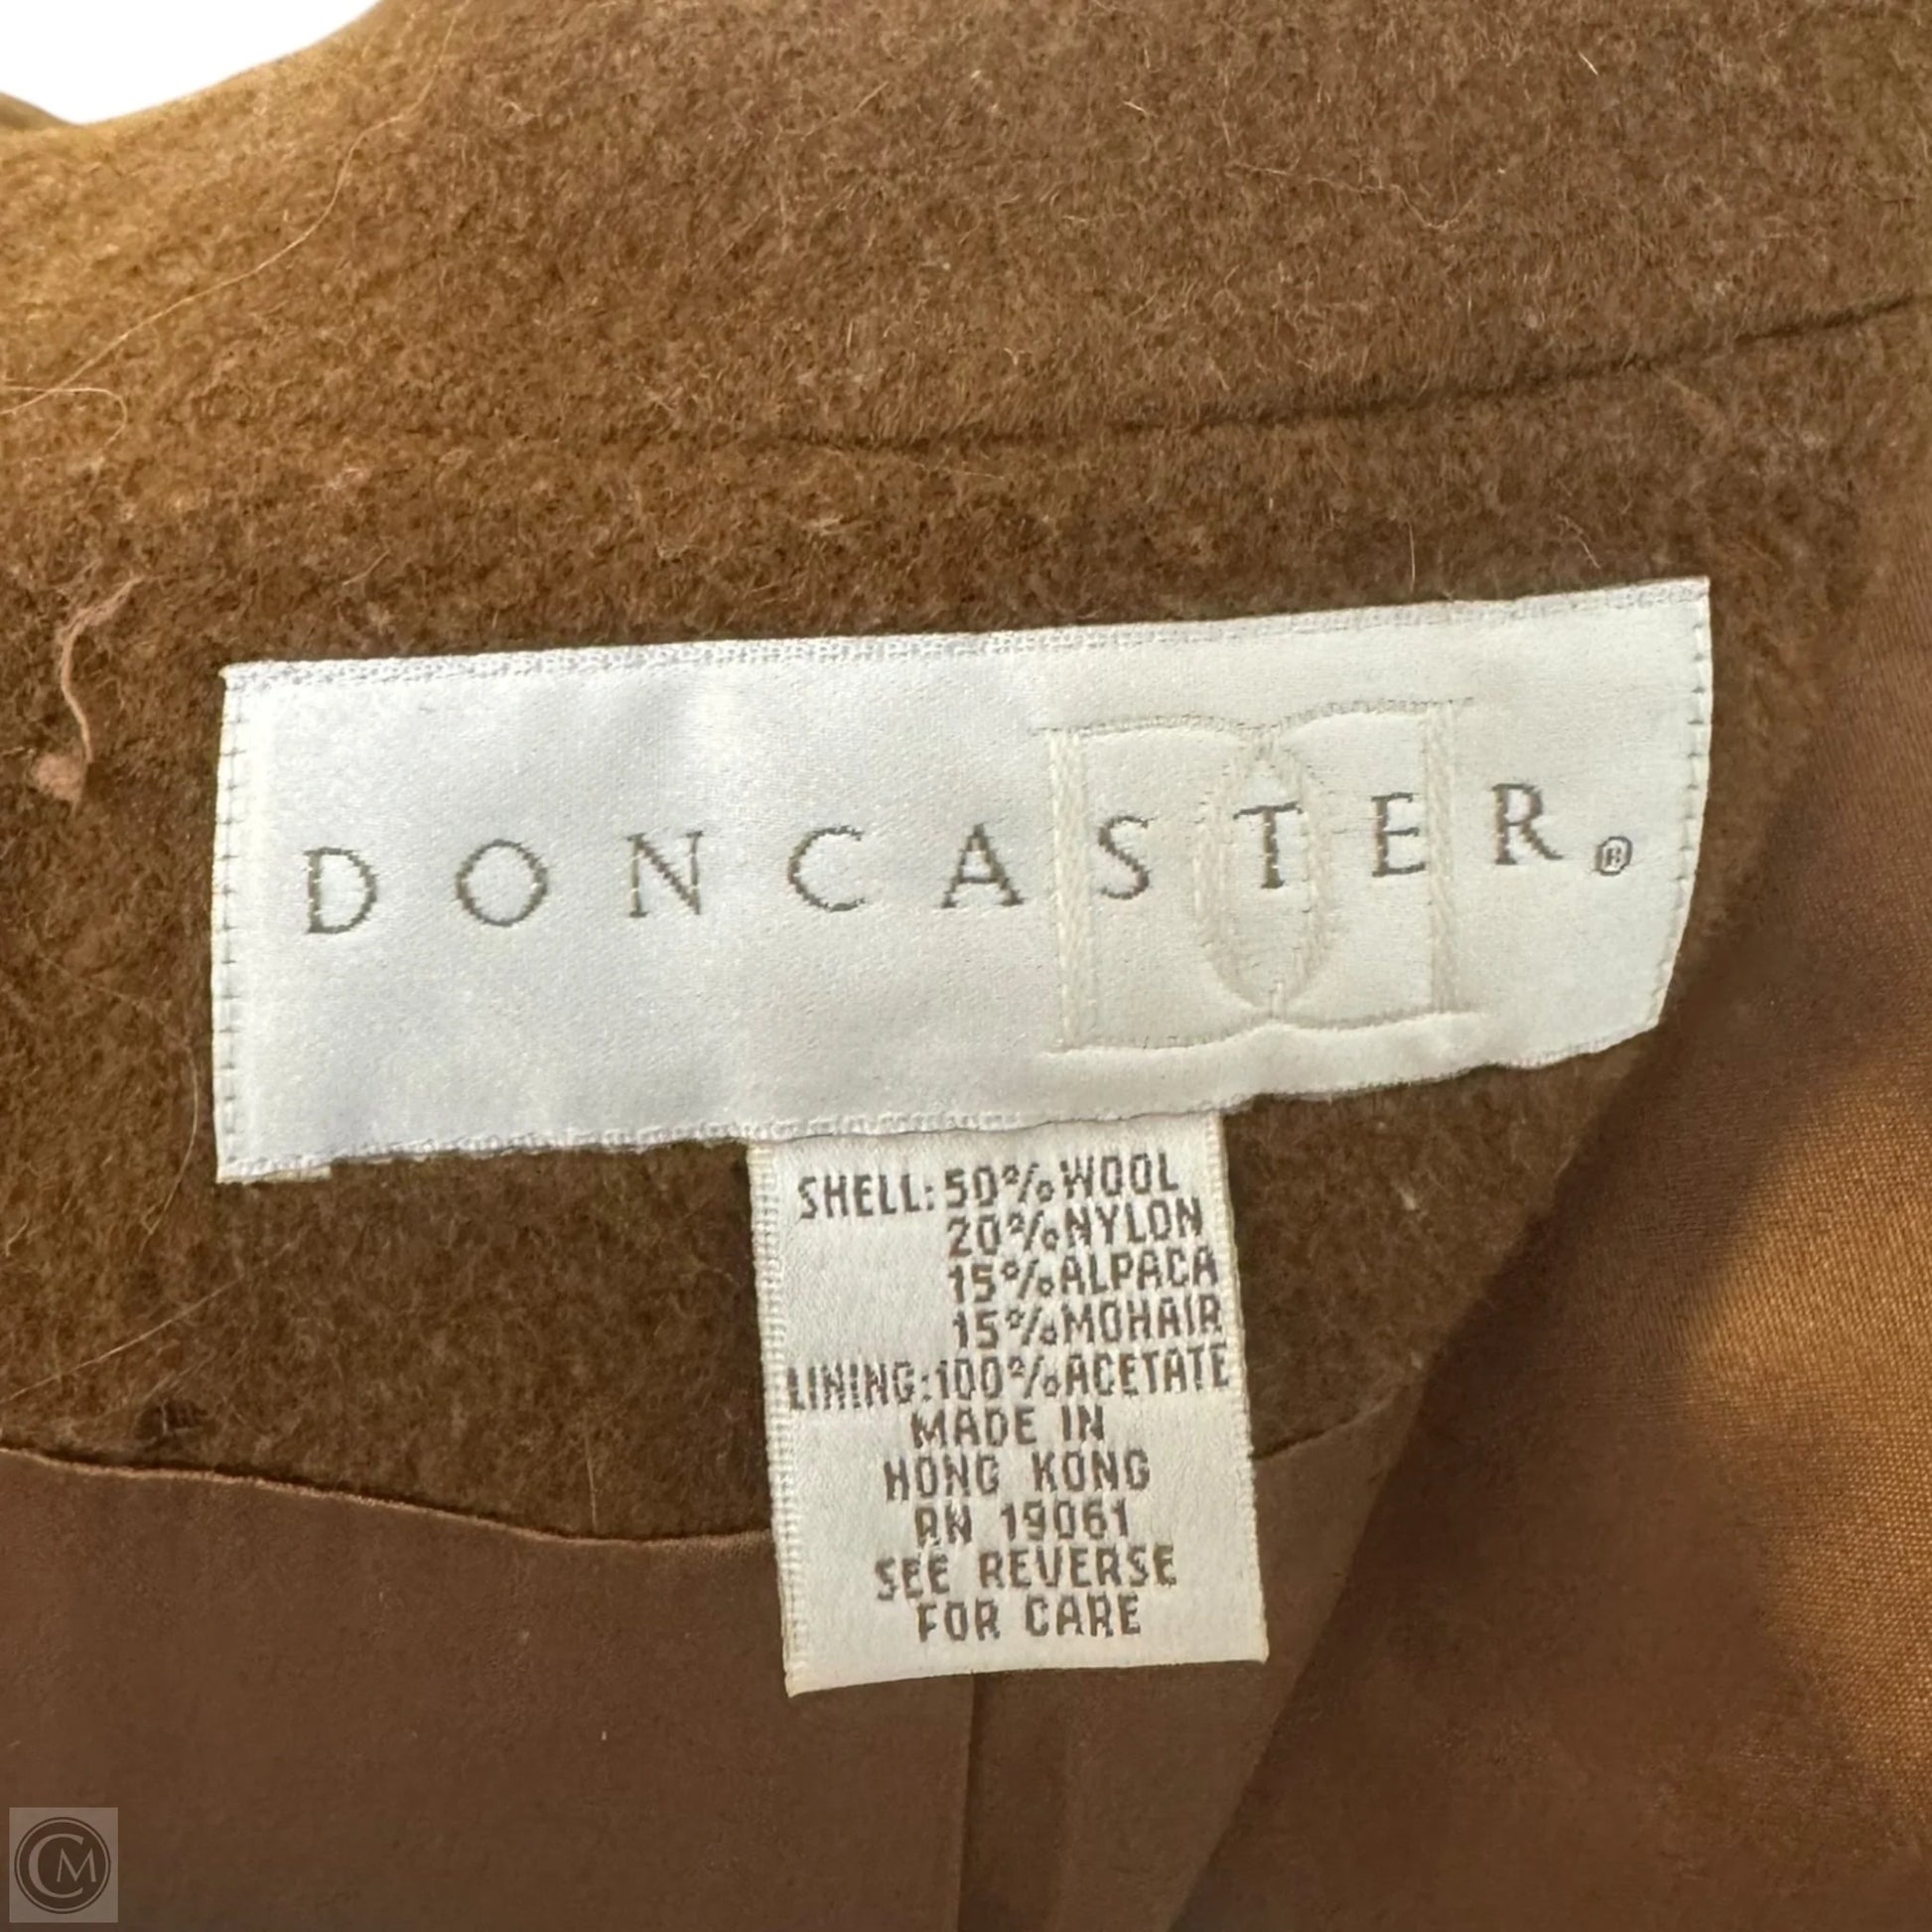 DONCASTER®
SHELL: 50% WOOL
20% NYLON
15% ALPACA
15% MOHAIR
LINING: 100% ACETATE
MADE IN
HONG KONG
RN 19061
SEE REVERSE
FOR CARE
CM